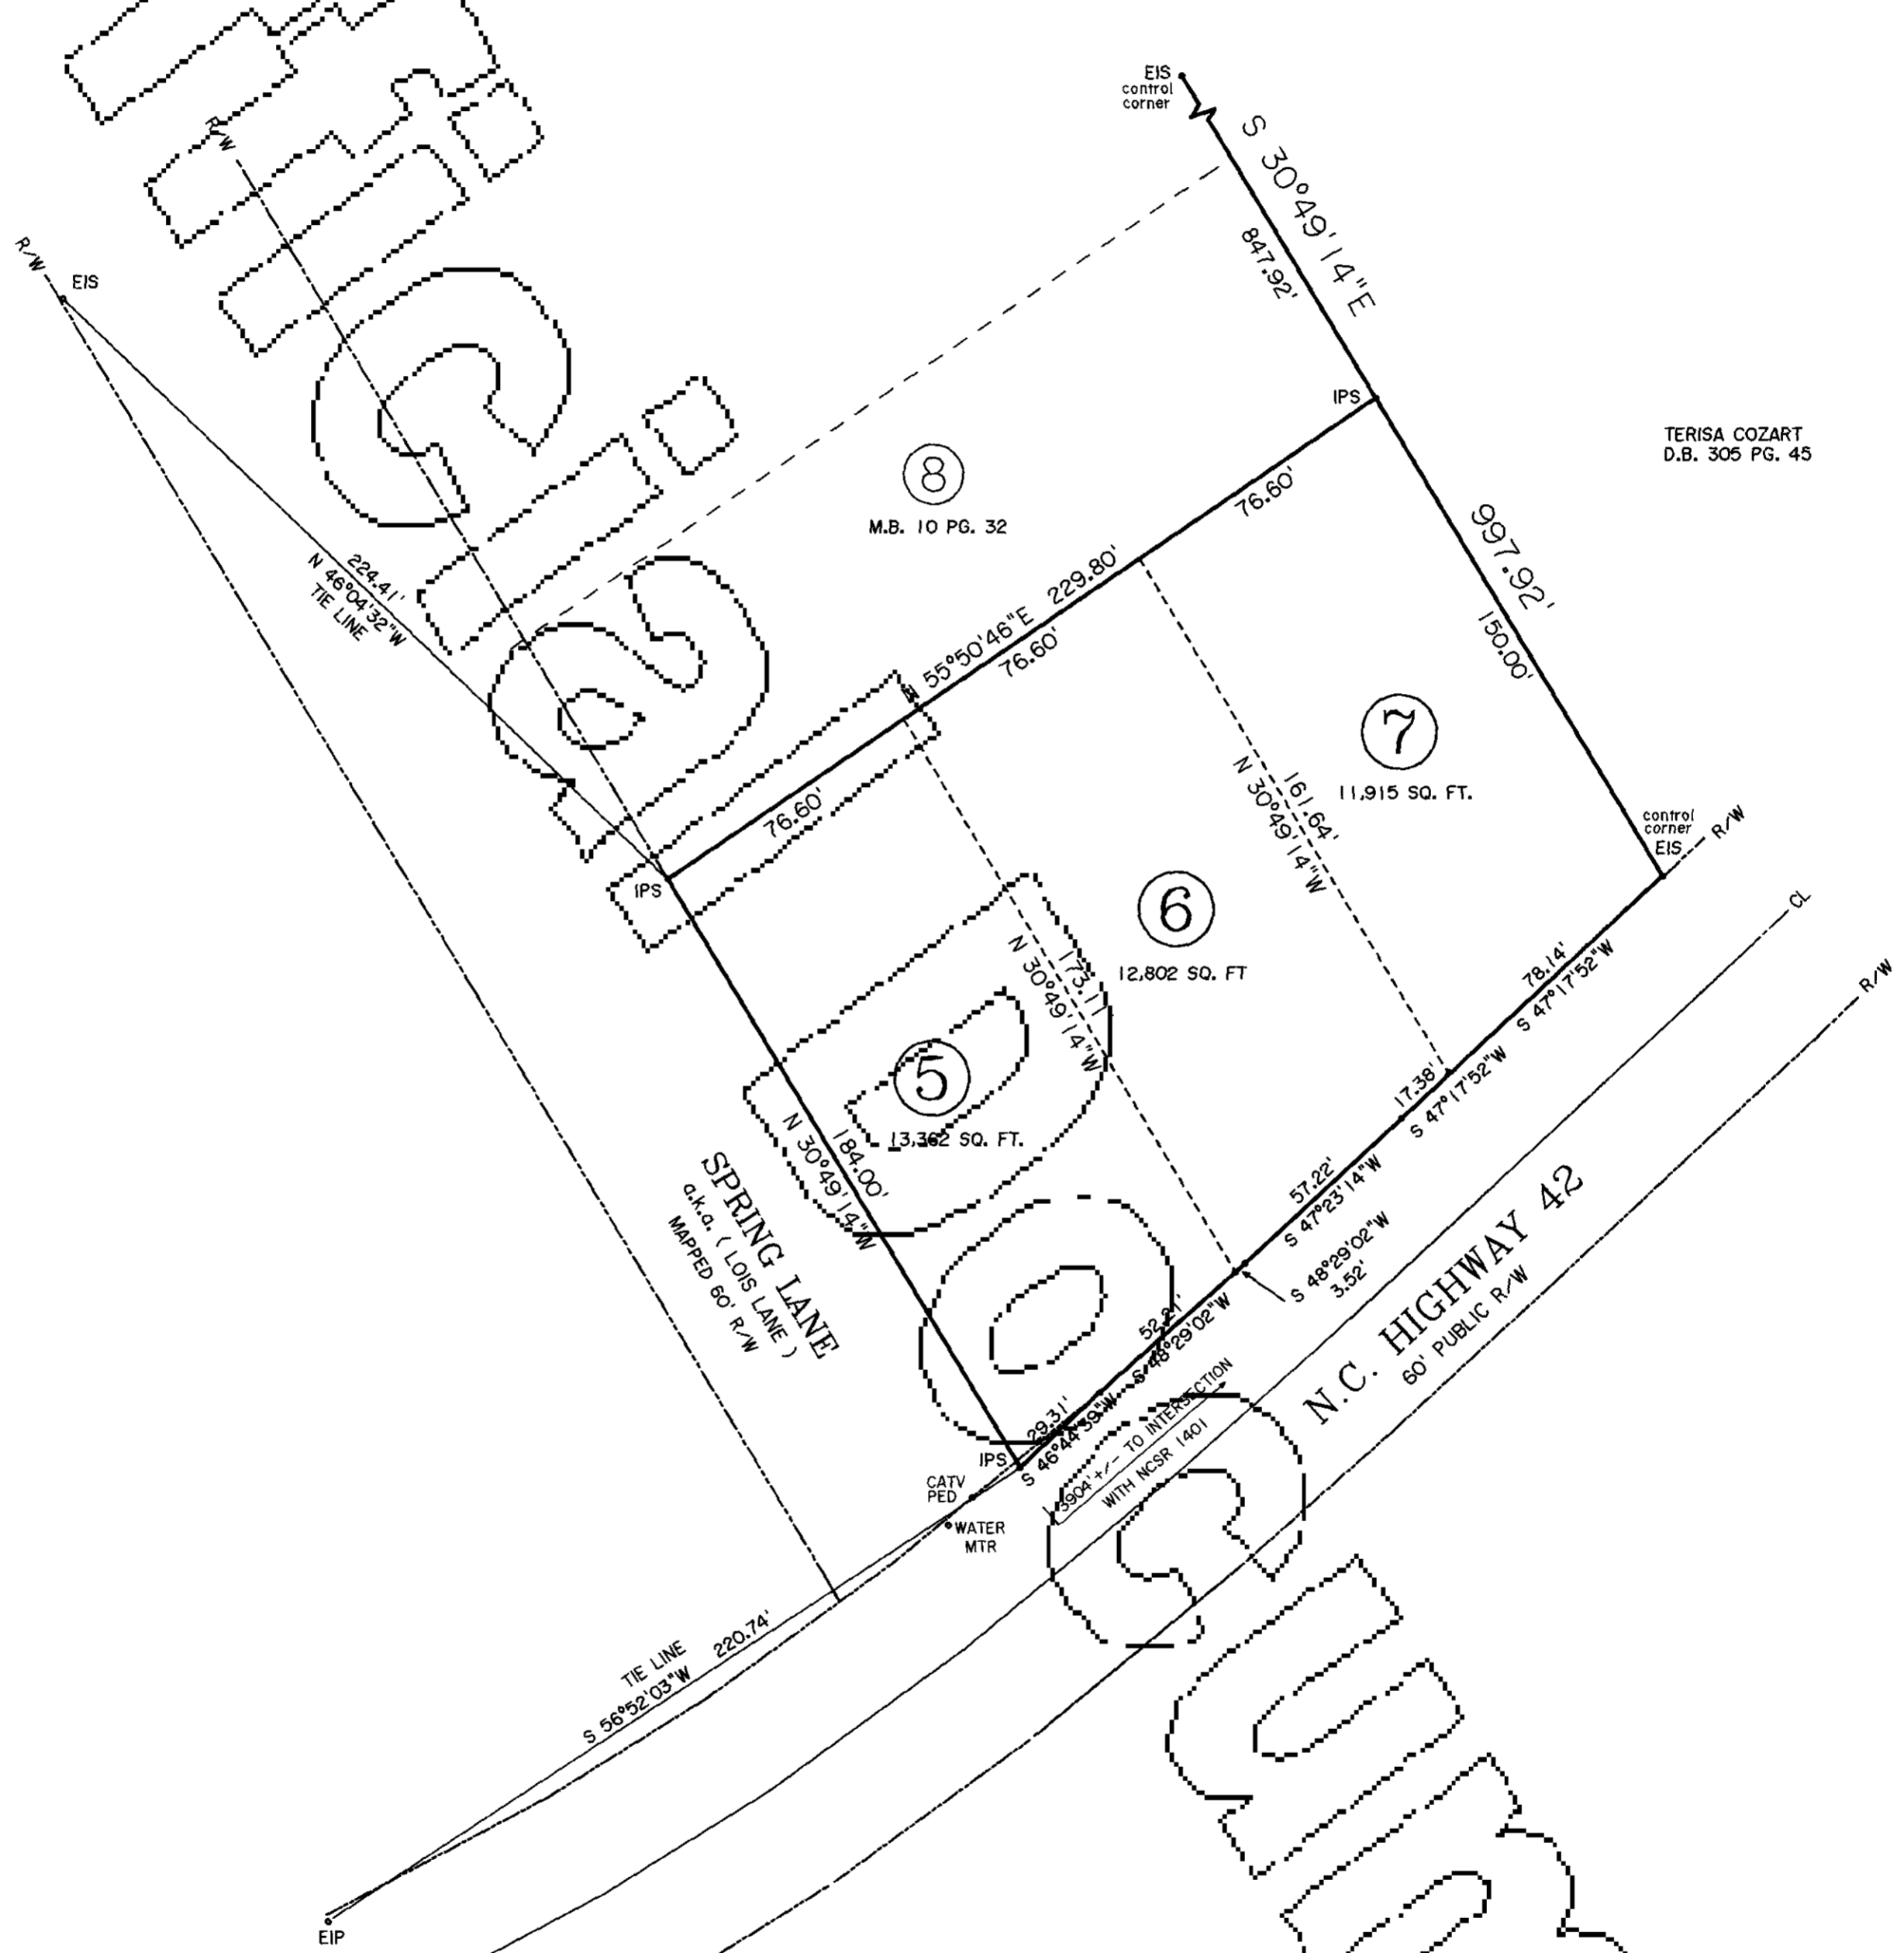 EIS
control
corner
S 30°49'14"E
847.92'
R/W
R/W
EIS
IPS
TERISA COZART
D.B. 305 PG. 45
8
M.B. 10 PG. 32
76.60'
997.92'
150.00'
224.41'
N 46°04'32"W
TIE LINE
N 55°50'46"E 229.80'
76.60'
7
11,915 SQ. FT.
161.64'
N 30°49'14"W
76.60'
control
corner
EIS
R/W
IPS
CL
6
12,802 SQ. FT
173.11'
N 30°49'14"W
78.14'
S 47°17'52"W
R/W
5
13,362 SQ. FT.
17.38'
S 47°17'52"W
184.00'
N 30°49'14"W
57.22'
S 47°23'14"W
SPRING LANE
a.k.a. ( LOIS LANE )
MAPPED 60' R/W
S 48°29'02"W
3.52'
N.C. HIGHWAY 42
60' PUBLIC R/W
52.21'
S 48°29'02"W
29.31'
S 46°44'39"W
3904'+/- TO INTERSECTION
WITH NCSR 1401
IPS
CATV
PED
WATER
MTR
TIE LINE 220.74'
S 56°52'03"W
EIP
fficial Docum